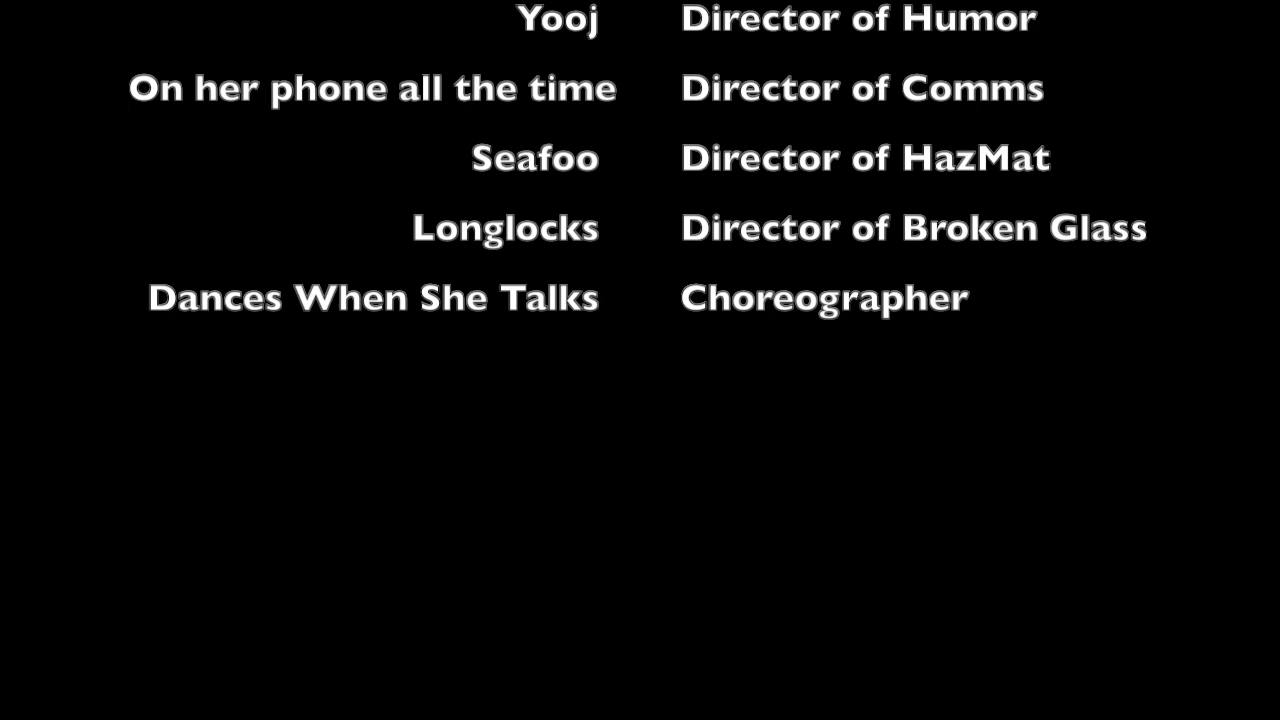 Yooj Director of Humor
On her phone all the time Director of Comms
Seafoo Director of HazMat
Longlocks Director of Broken Glass
Dances When She Talks Choreographer